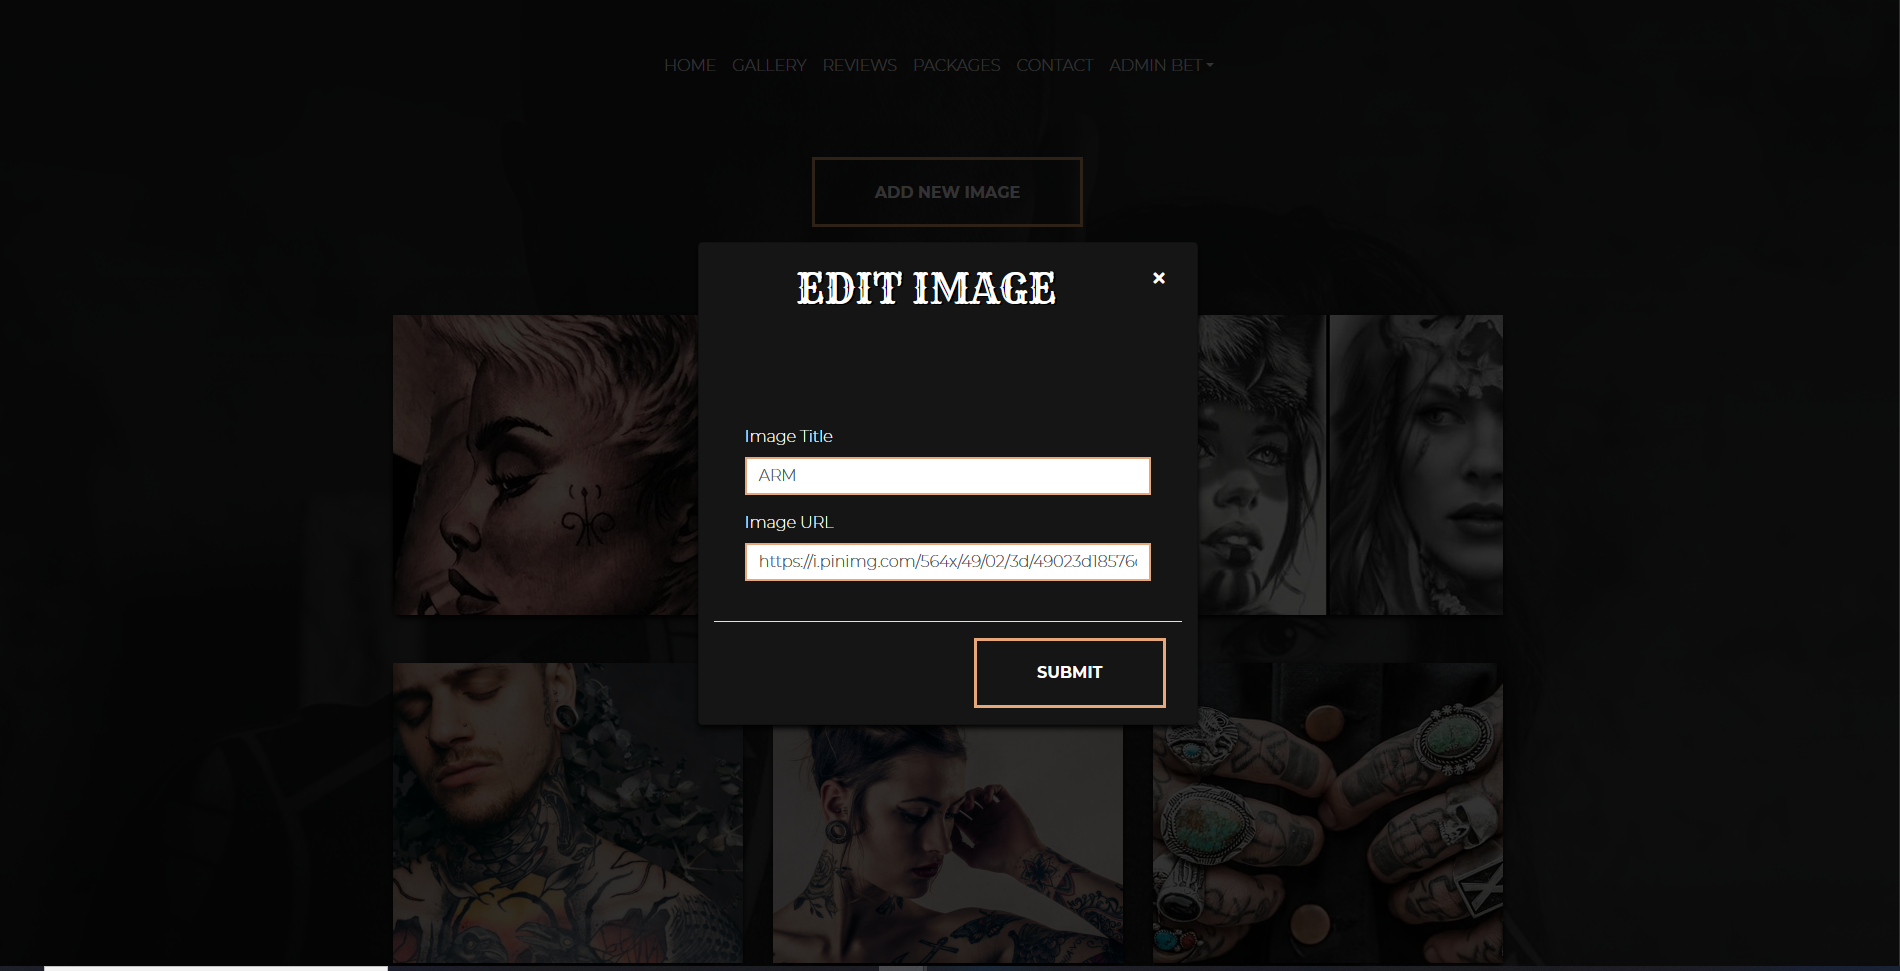 HOME GALLERY REVIEWS PACKAGES CONTACT ADMIN BET
ADD NEW IMAGE
EDIT IMAGE
×
Image Title
ARM
Image URL
https://i.pinimg.com/564x/49/02/3d/49023d18576
SUBMIT